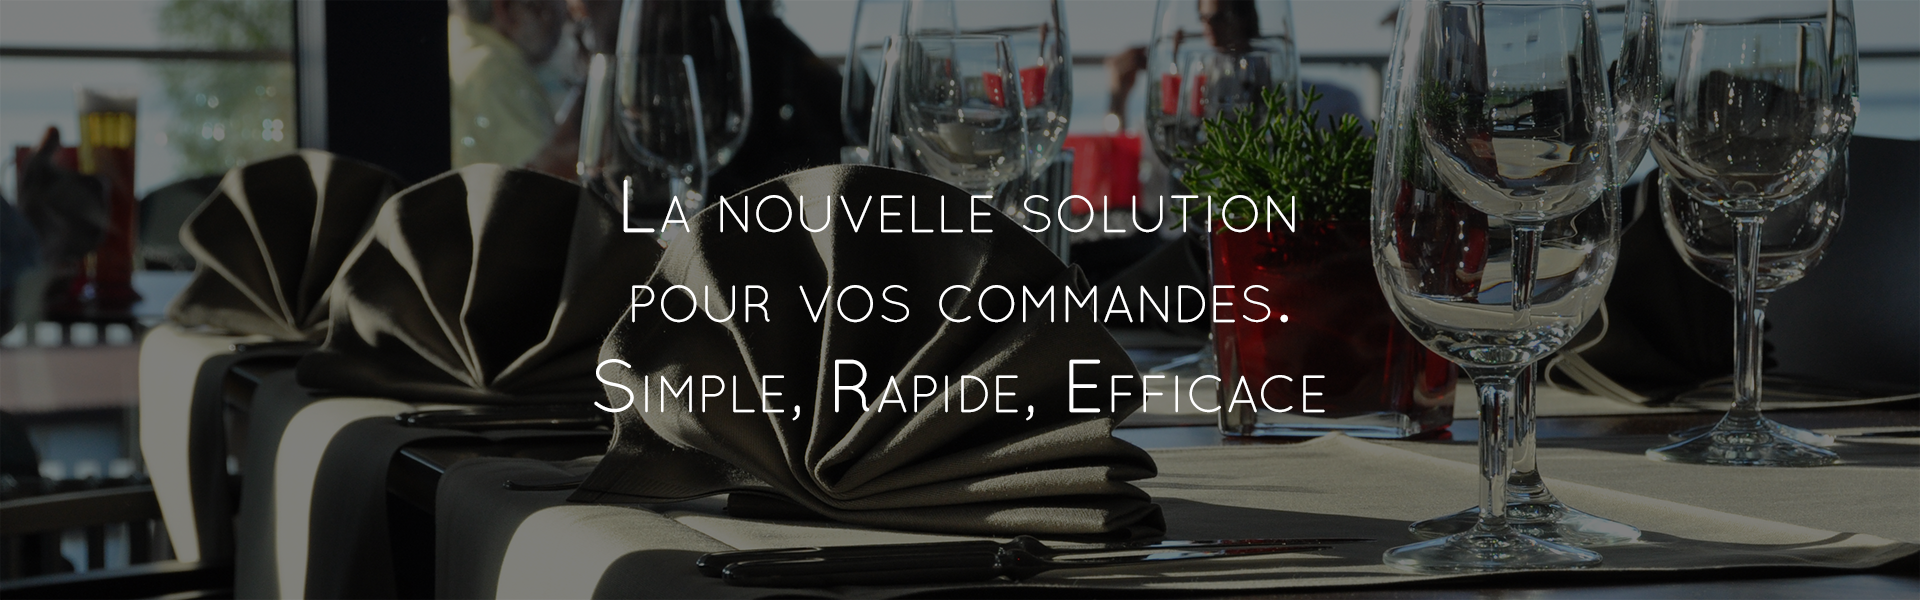 La nouvelle solution
pour vos commandes.
Simple, Rapide, Efficace